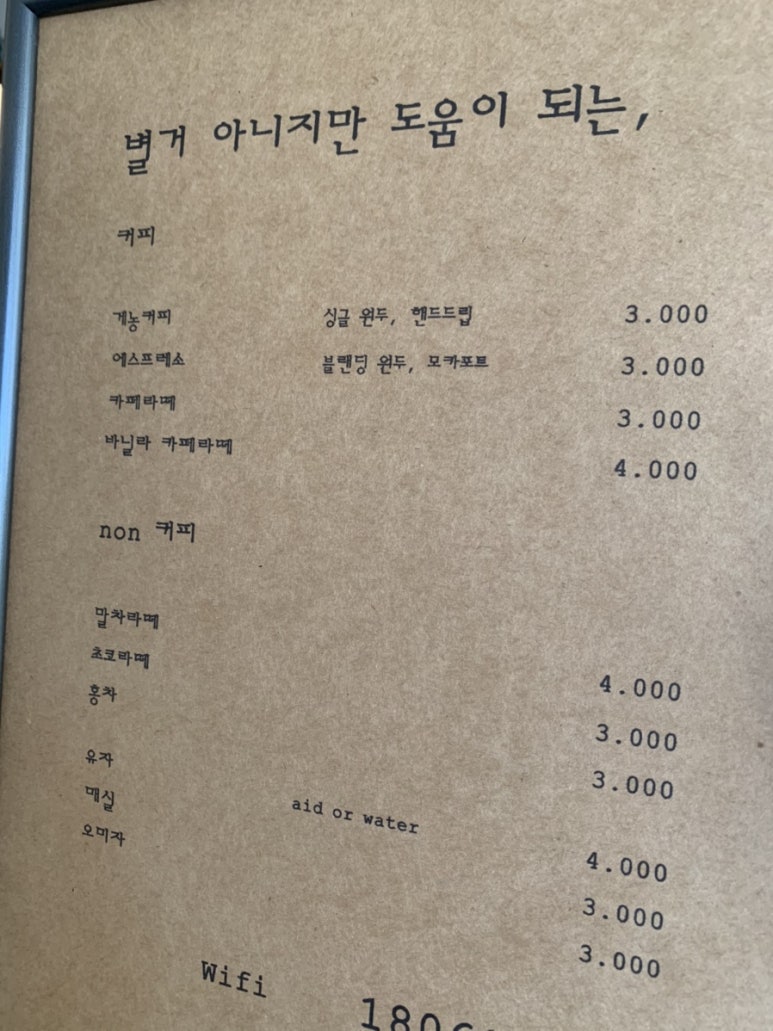 별거 아니지만 도움이 되는,
커피
게농커피 싱글 원두, 핸드드립 3.000
에스프레소 블랜딩 원두, 모카포트 3.000
카페라떼 3.000
바닐라 카페라떼 4.000
non 커피
말차라떼 4.000
초코라떼 3.000
홍차 3.000
유자 4.000
매실 aid or water 3.000
오미자 3.000
Wifi